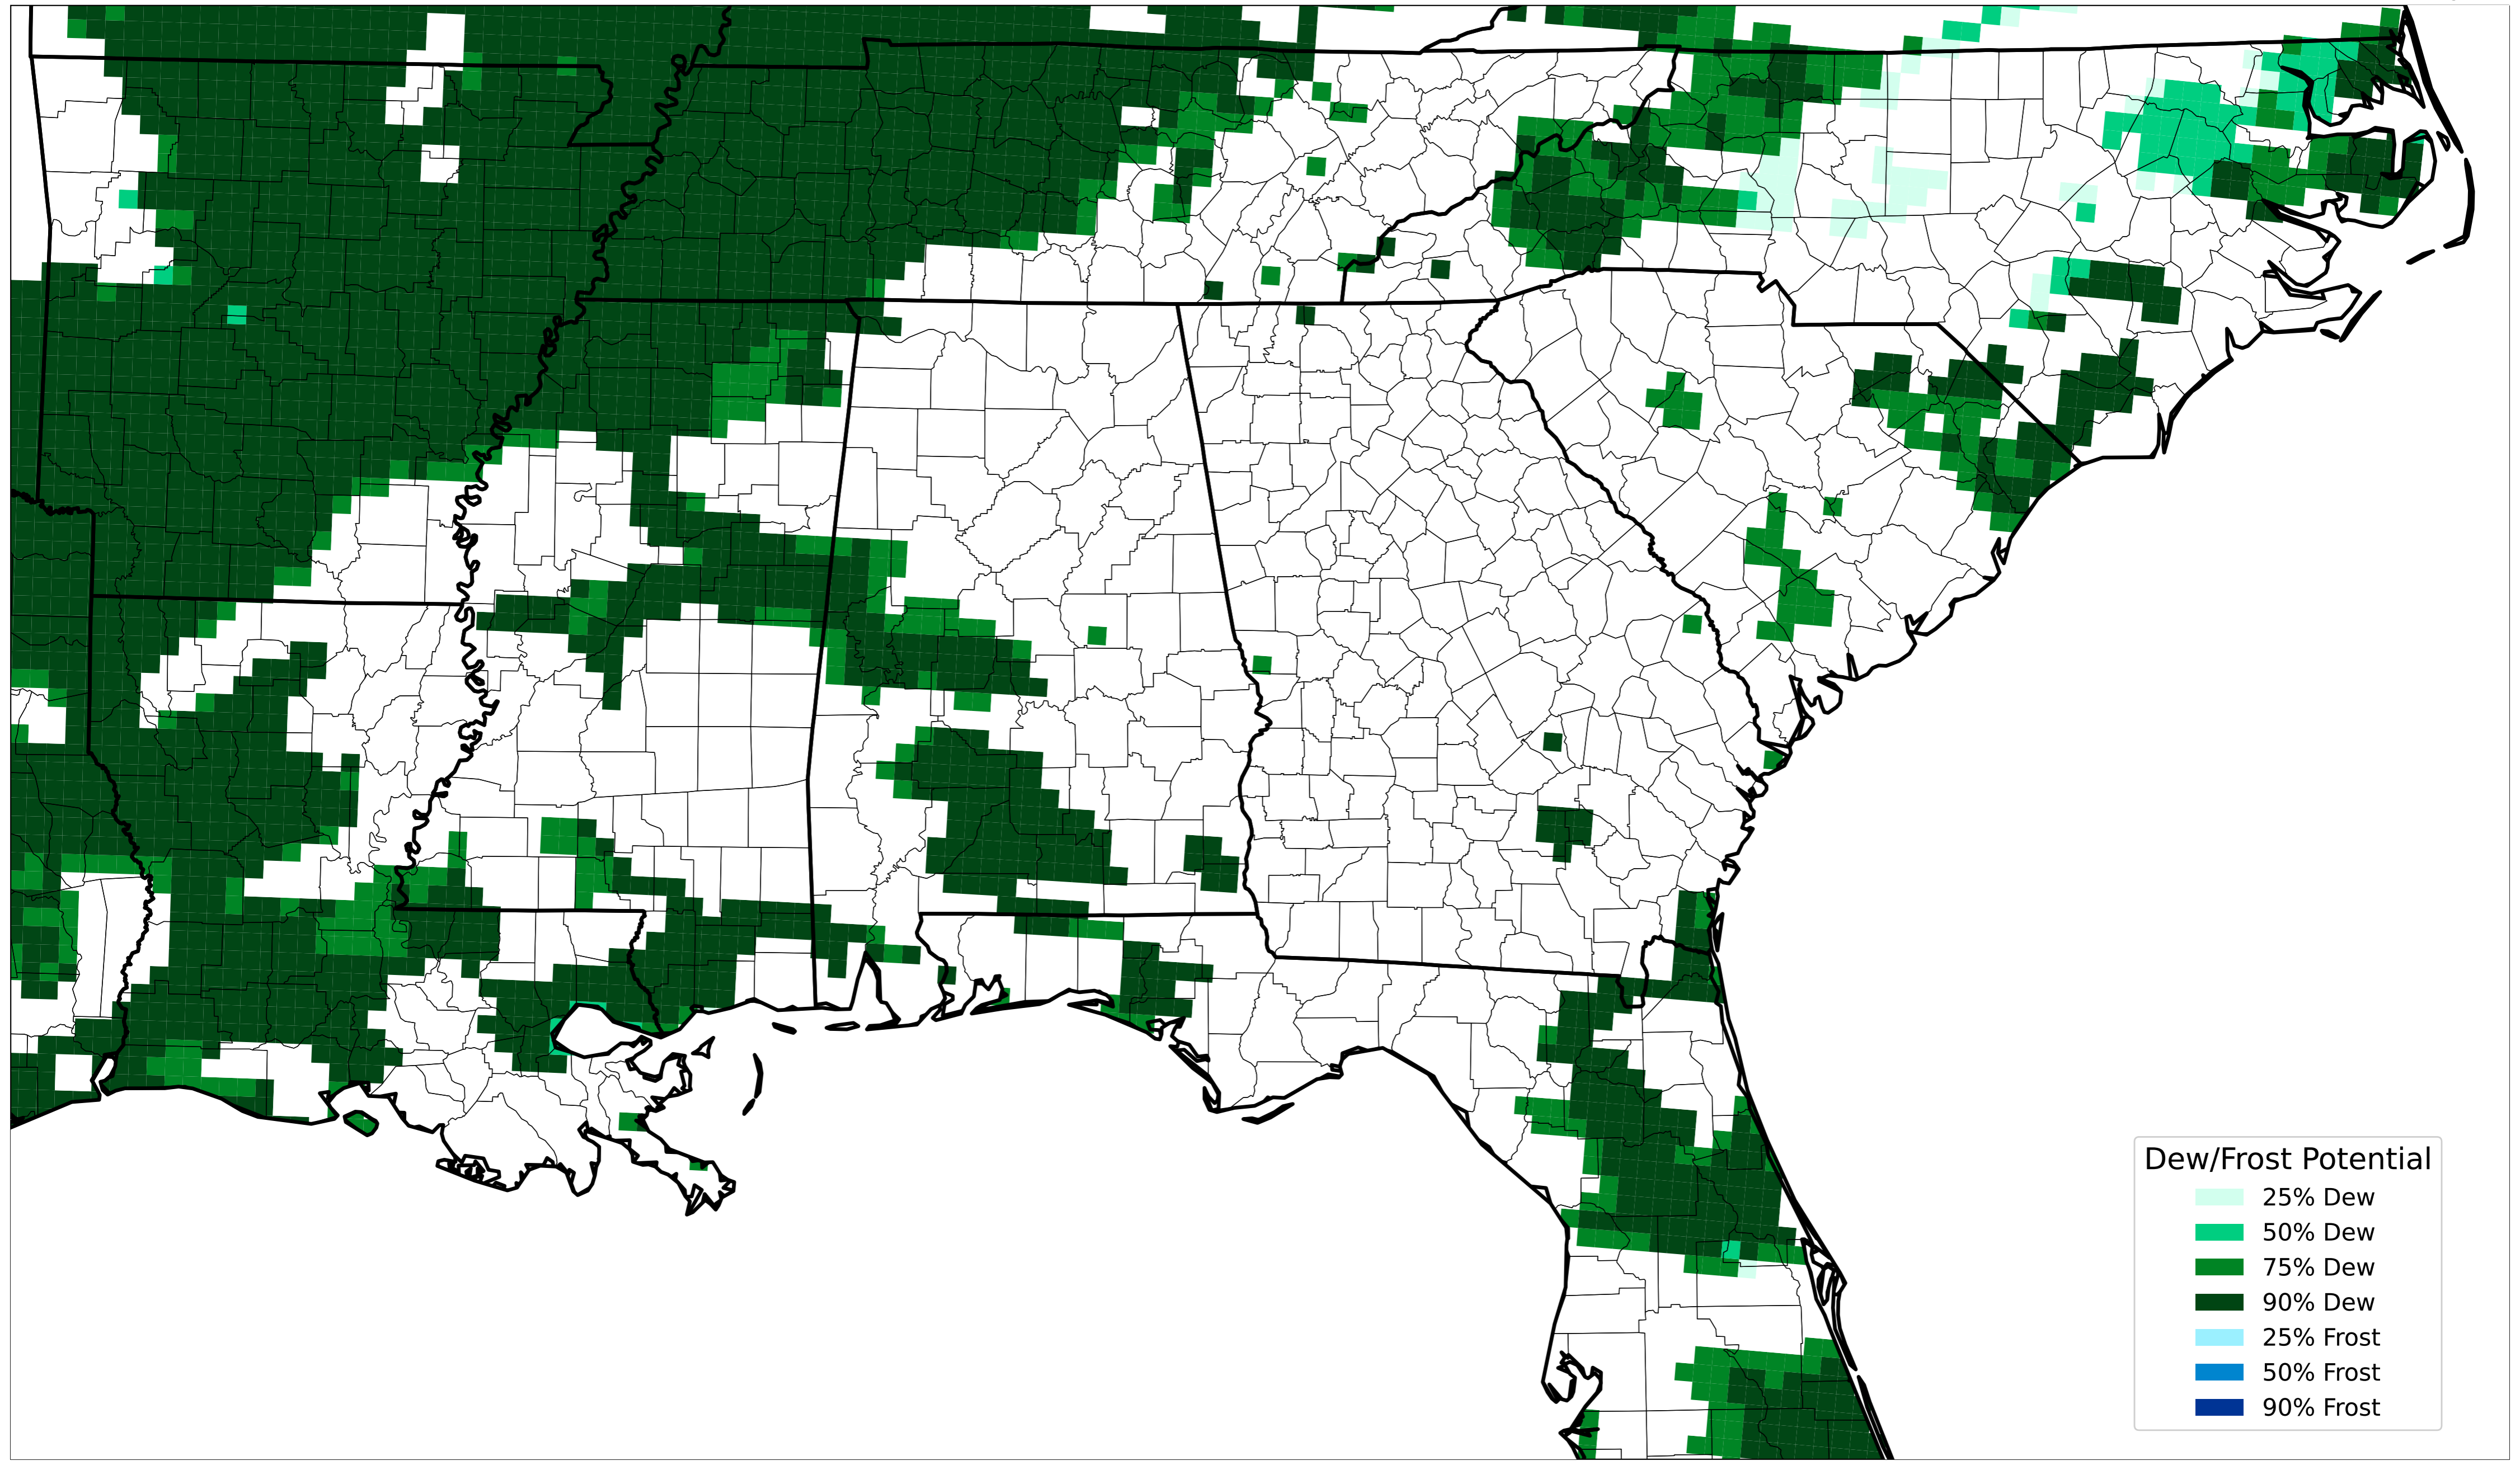 Dew/Frost Potential
25% Dew
50% Dew
75% Dew
90% Dew
25% Frost
50% Frost
90% Frost